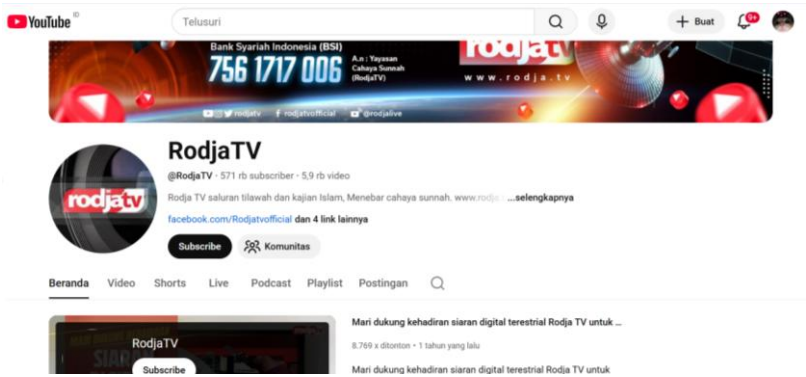 YouTube ID
Telusuri
Buat
9+
Bank Syariah Indonesia (BSI)
756 1717 006
A.n : Yayasan
Cahaya Sunnah
(RodjaTV)
rodjatv
www.rodja.tv
rodjatv
rodjatvofficial
@rodjalive
rodjatv
RodjaTV
@RodjaTV · 571 rb subscriber · 5,9 rb video
Rodja TV saluran tilawah dan kajian Islam, Menebar cahaya sunnah. www.rodja ...selengkapnya
facebook.com/Rodjatvofficial dan 4 link lainnya
Subscribe
Komunitas
Beranda Video Shorts Live Podcast Playlist Postingan
RodjaTV
Subscribe
Mari dukung kehadiran siaran digital terestrial Rodja TV untuk ...
8.769 x ditonton · 1 tahun yang lalu
Mari dukung kehadiran siaran digital terestrial Rodja TV untuk